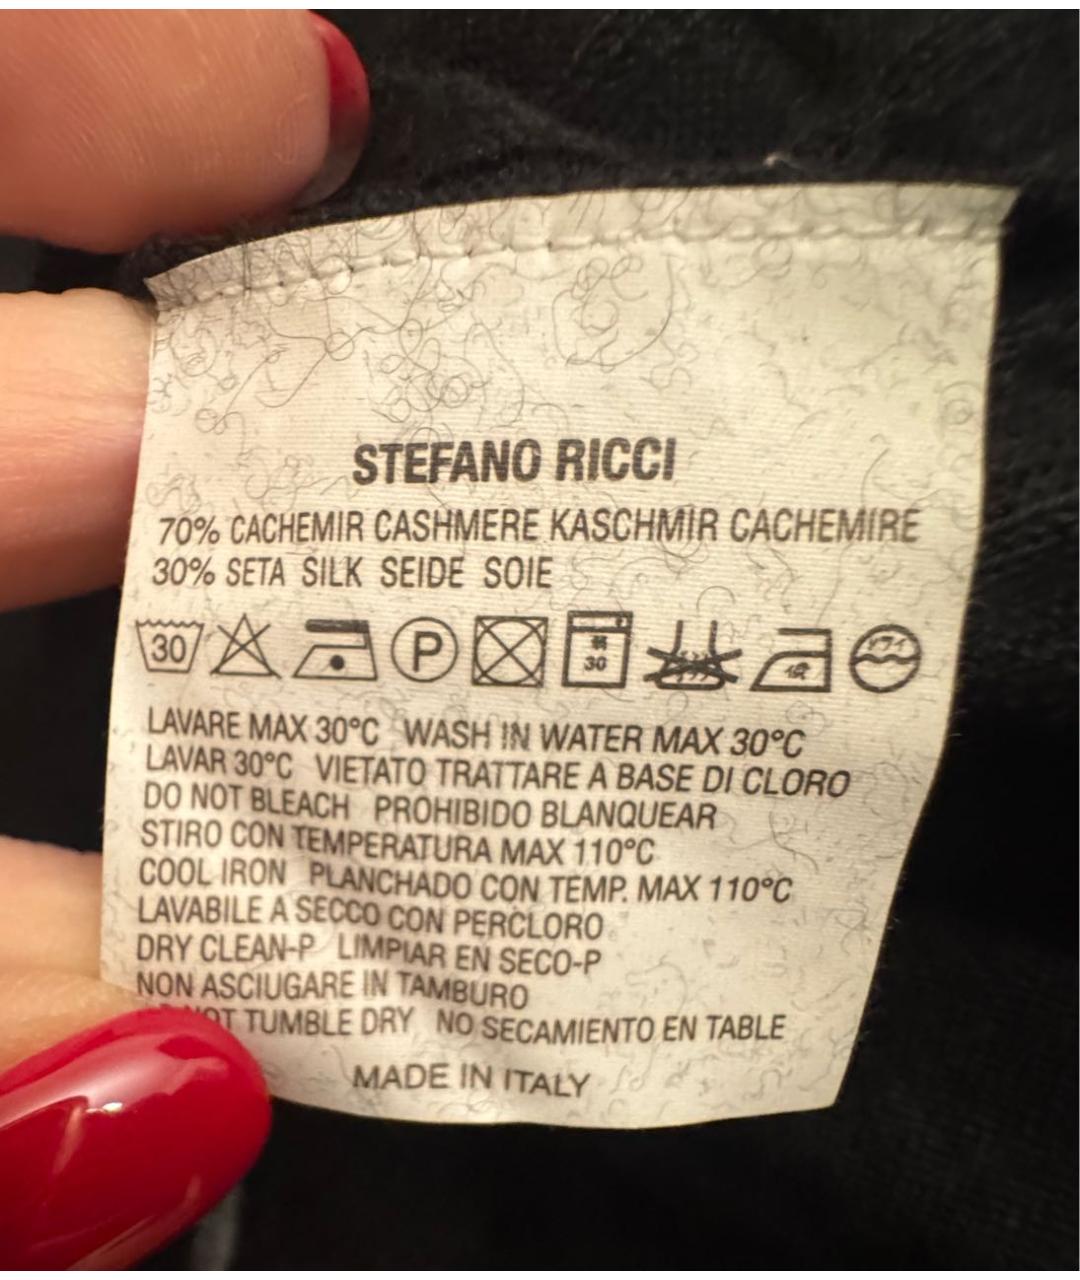 STEFANO RICCI
70% CACHEMIR CASHMERE KASCHMIR CACHEMIRE
30% SETA SILK SEIDE SOIE
30 P 30
LAVARE MAX 30°C WASH IN WATER MAX 30°C
LAVAR 30°C VIETATO TRATTARE A BASE DI CLORO
DO NOT BLEACH PROHIBIDO BLANQUEAR
STIRO CON TEMPERATURA MAX 110°C
COOL IRON PLANCHADO CON TEMP. MAX 110°C
LAVABILE A SECCO CON PERCLORO
DRY CLEAN-P LIMPIAR EN SECO-P
NON ASCIUGARE IN TAMBURO
NOT TUMBLE DRY NO SECAMIENTO EN TABLE
MADE IN ITALY